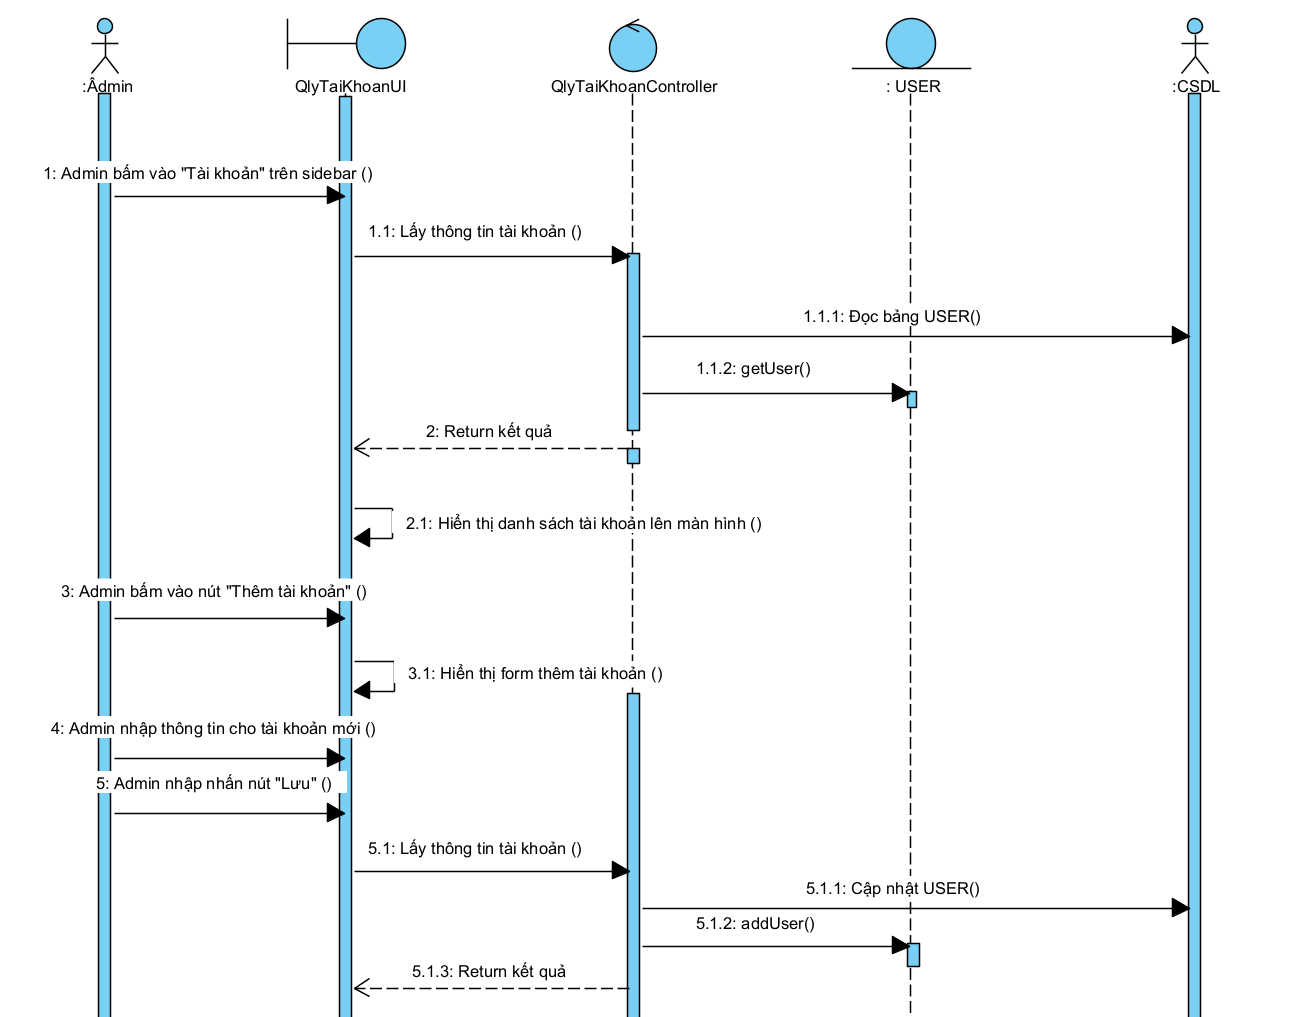 :Âdmin
QlyTaiKhoanUI
QlyTaiKhoanController
: USER
:CSDL
1: Admin bấm vào "Tài khoản" trên sidebar ()
1.1: Lấy thông tin tài khoản ()
1.1.1: Đọc bảng USER()
1.1.2: getUser()
2: Return kết quả
2.1: Hiển thị danh sách tài khoản lên màn hình ()
3: Admin bấm vào nút "Thêm tài khoản" ()
3.1: Hiển thị form thêm tài khoản ()
4: Admin nhập thông tin cho tài khoản mới ()
5: Admin nhập nhấn nút "Lưu" ()
5.1: Lấy thông tin tài khoản ()
5.1.1: Cập nhật USER()
5.1.2: addUser()
5.1.3: Return kết quả